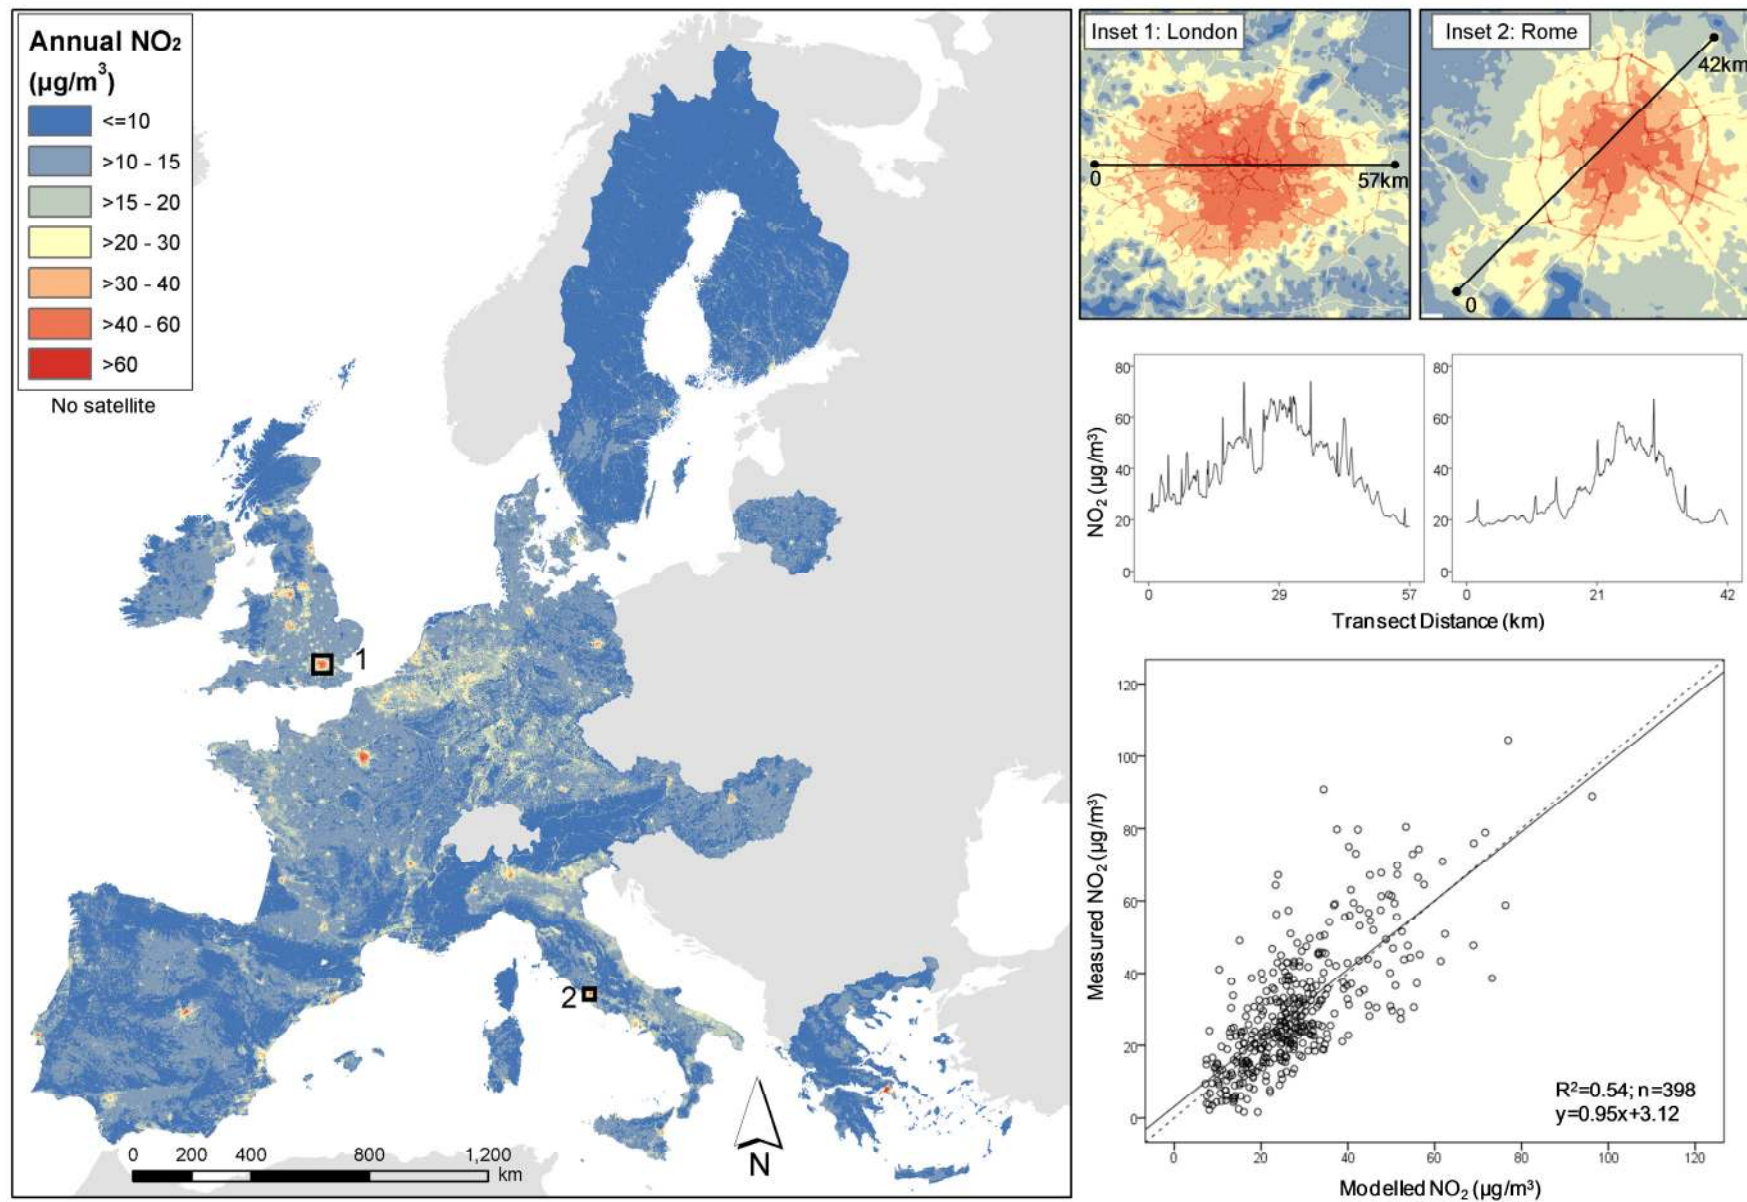 Annual NO₂
(µg/m³)
<=10
>10 - 15
>15 - 20
>20 - 30
>30 - 40
>40 - 60
>60
No satellite
1
2
0 200 400 800 1,200
km
N
Inset 1: London
0
57km
Inset 2: Rome
42km
0
NO₂ (µg/m³)
80
60
40
20
0
0 29 57
80
60
40
20
0
0 21 42
Transect Distance (km)
Measured NO₂ (µg/m³)
120
100
80
60
40
20
0
R²=0.54; n=398
y=0.95x+3.12
0 20 40 60 80 100 120
Modelled NO₂ (µg/m³)